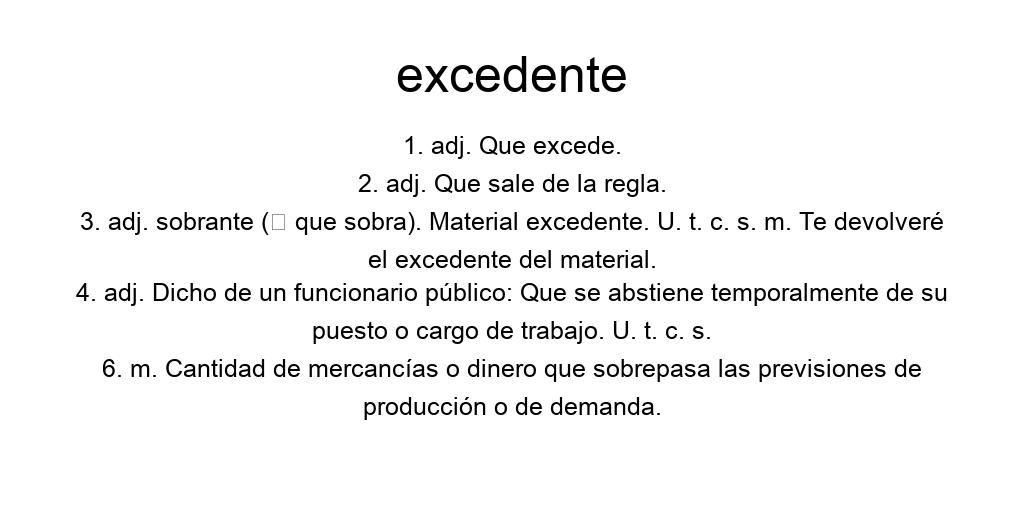 excedente
1. adj. Que excede.
2. adj. Que sale de la regla.
3. adj. sobrante (□ que sobra). Material excedente. U. t. c. s. m. Te devolveré
el excedente del material.
4. adj. Dicho de un funcionario público: Que se abstiene temporalmente de su
puesto o cargo de trabajo. U. t. c. s.
6. m. Cantidad de mercancías o dinero que sobrepasa las previsiones de
producción o de demanda.